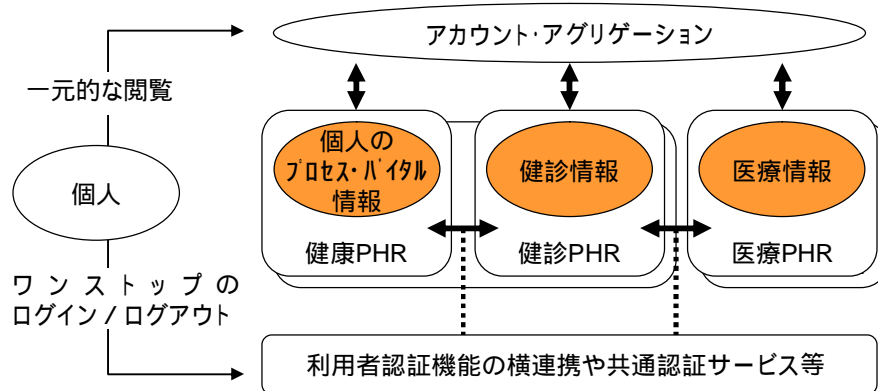 アカウント・アグリゲーション
一元的な閲覧
個人
ワンストップの
ログイン/ログアウト
個人の
プロセス・バイタル
情報
健康PHR
健診情報
健診PHR
医療情報
医療PHR
利用者認証機能の横連携や共通認証サービス等